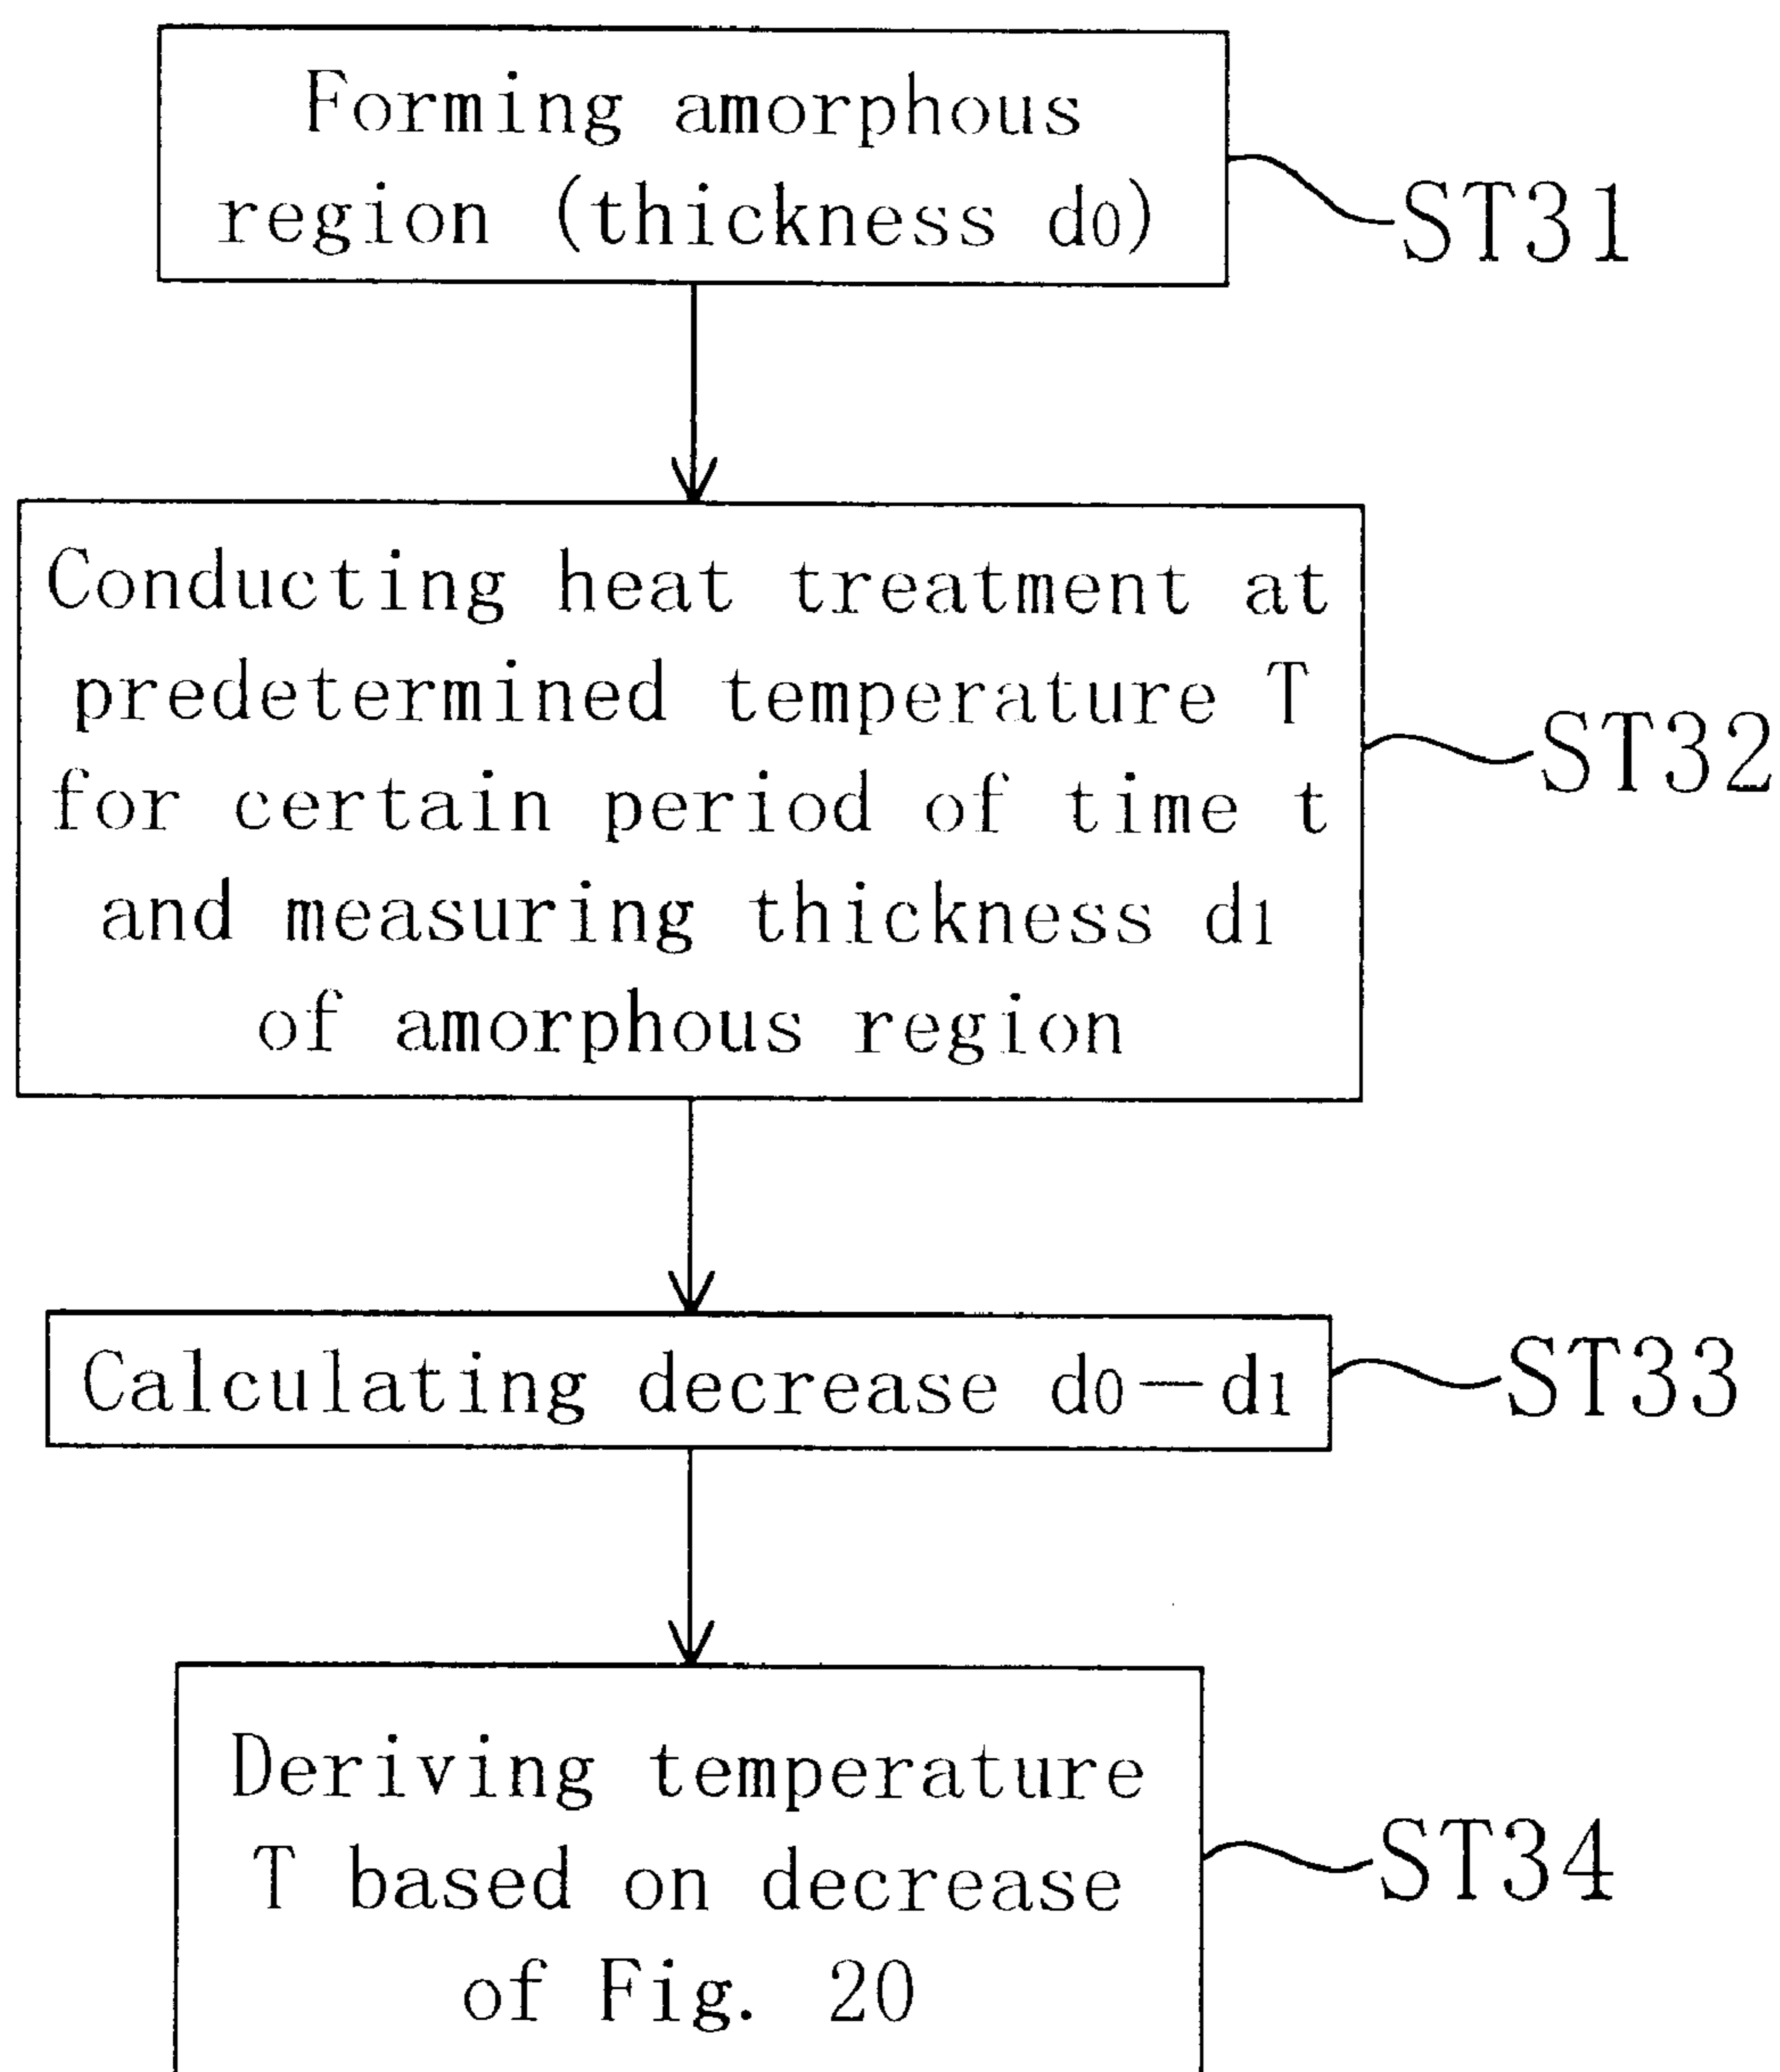 Forming amorphous
region (thickness d0)
ST31
Conducting heat treatment at
predetermined temperature T
for certain period of time t
and measuring thickness d1
of amorphous region
ST32
Calculating decrease d0−d1
ST33
Deriving temperature
T based on decrease
of Fig. 20
ST34